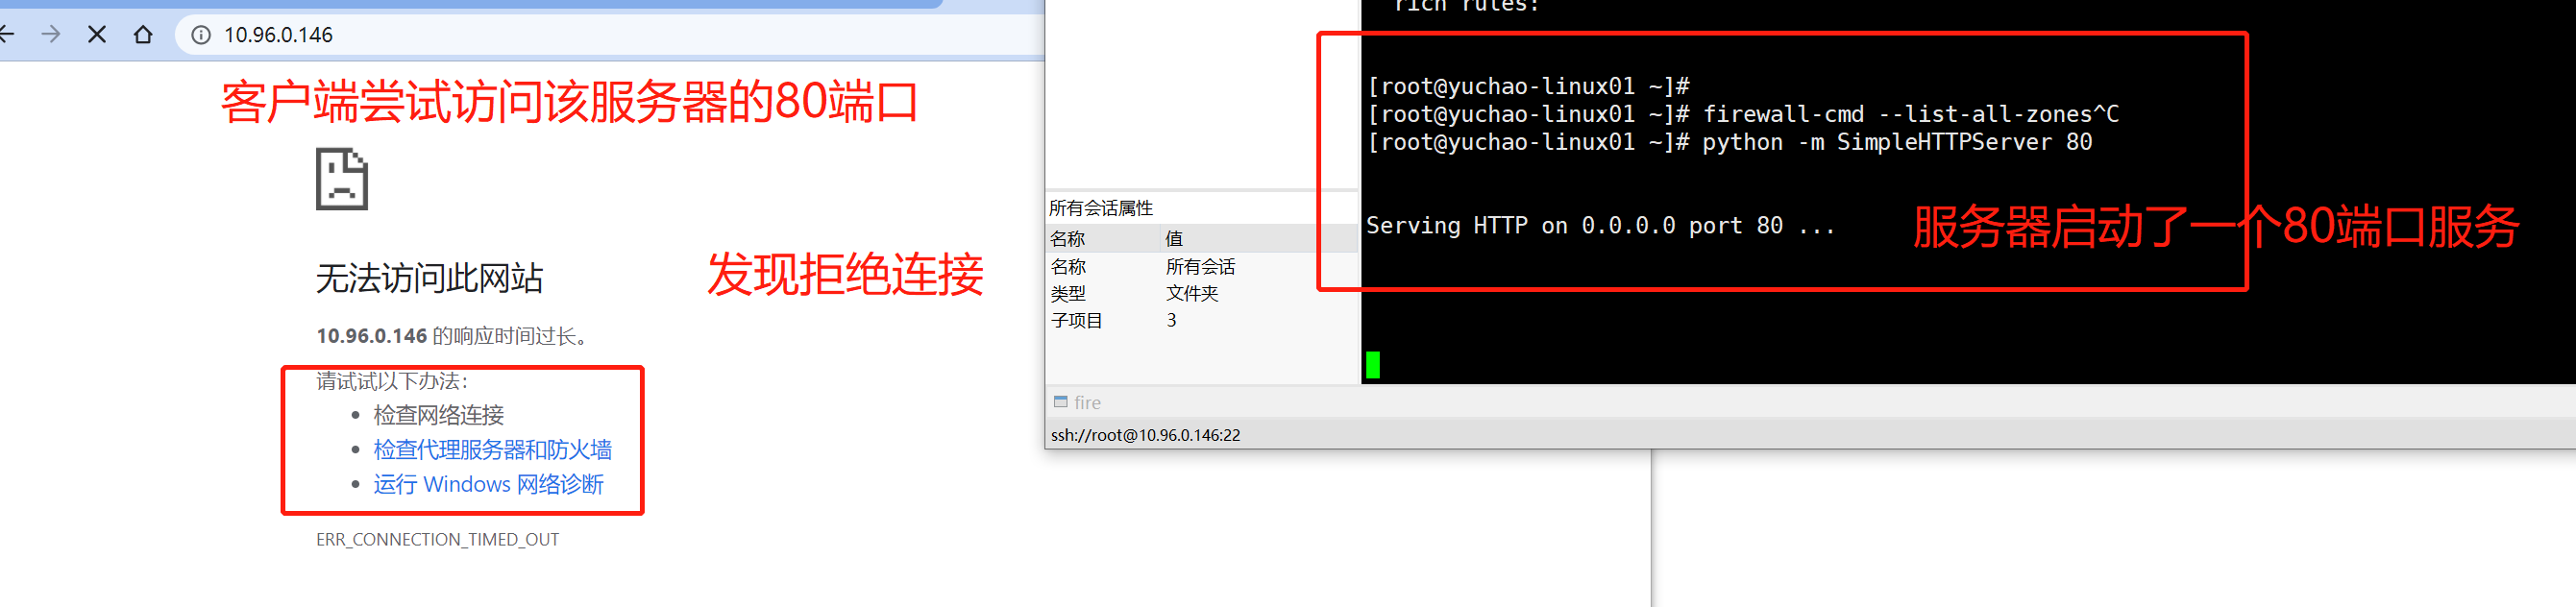 10.96.0.146
客户端尝试访问该服务器的80端口
无法访问此网站
发现拒绝连接
10.96.0.146 的响应时间过长。
请试试以下办法：
检查网络连接
检查代理服务器和防火墙
运行 Windows 网络诊断
ERR_CONNECTION_TIMED_OUT
所有会话属性
名称 值
名称 所有会话
类型 文件夹
子项目 3
rich rules:
[root@yuchao-linux01 ~]#
[root@yuchao-linux01 ~]# firewall-cmd --list-all-zones^C
[root@yuchao-linux01 ~]# python -m SimpleHTTPServer 80
Serving HTTP on 0.0.0.0 port 80 ...
服务器启动了一个80端口服务
fire
ssh://root@10.96.0.146:22